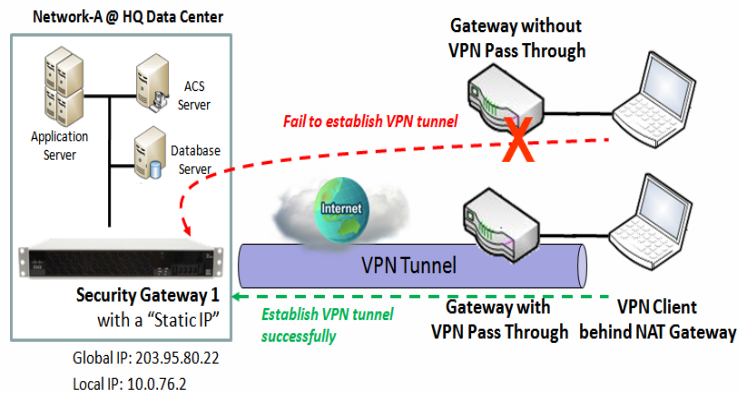 Network-A @ HQ Data Center
ACS
Server
Application
Server
Database
Server
Security Gateway 1
with a “Static IP”
Global IP: 203.95.80.22
Local IP: 10.0.76.2
Gateway without
VPN Pass Through
Fail to establish VPN tunnel
X
Internet
VPN Tunnel
Establish VPN tunnel
successfully
Gateway with
VPN Pass Through
VPN Client
behind NAT Gateway